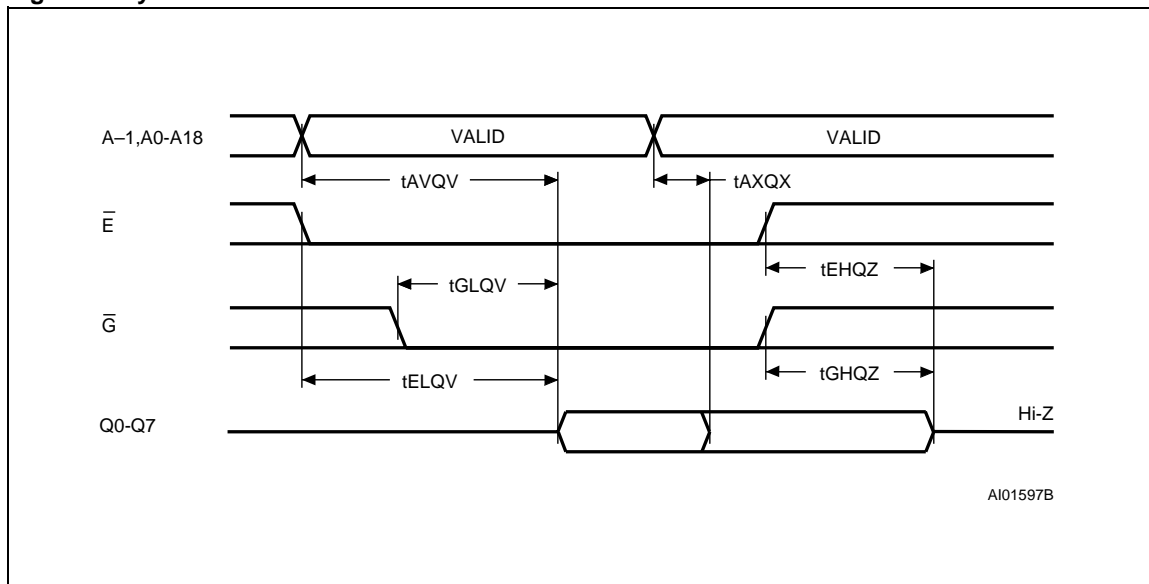 A–1,A0-A18
VALID
VALID
tAVQV
tAXQX
E
tEHQZ
tGLQV
G
tGHQZ
tELQV
Q0-Q7
Hi-Z
AI01597B